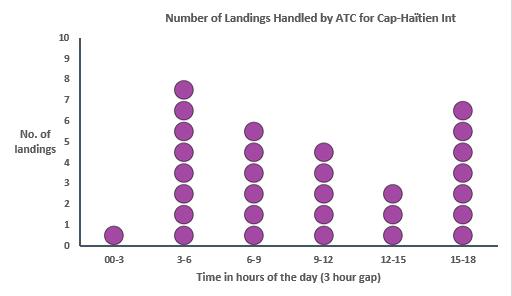 Number of Landings Handled by ATC for Cap-Haïtien Int
10
9
8
7
6
5
4
3
2
1
0
No. of
landings
00-3 3-6 6-9 9-12 12-15 15-18
Time in hours of the day (3 hour gap)